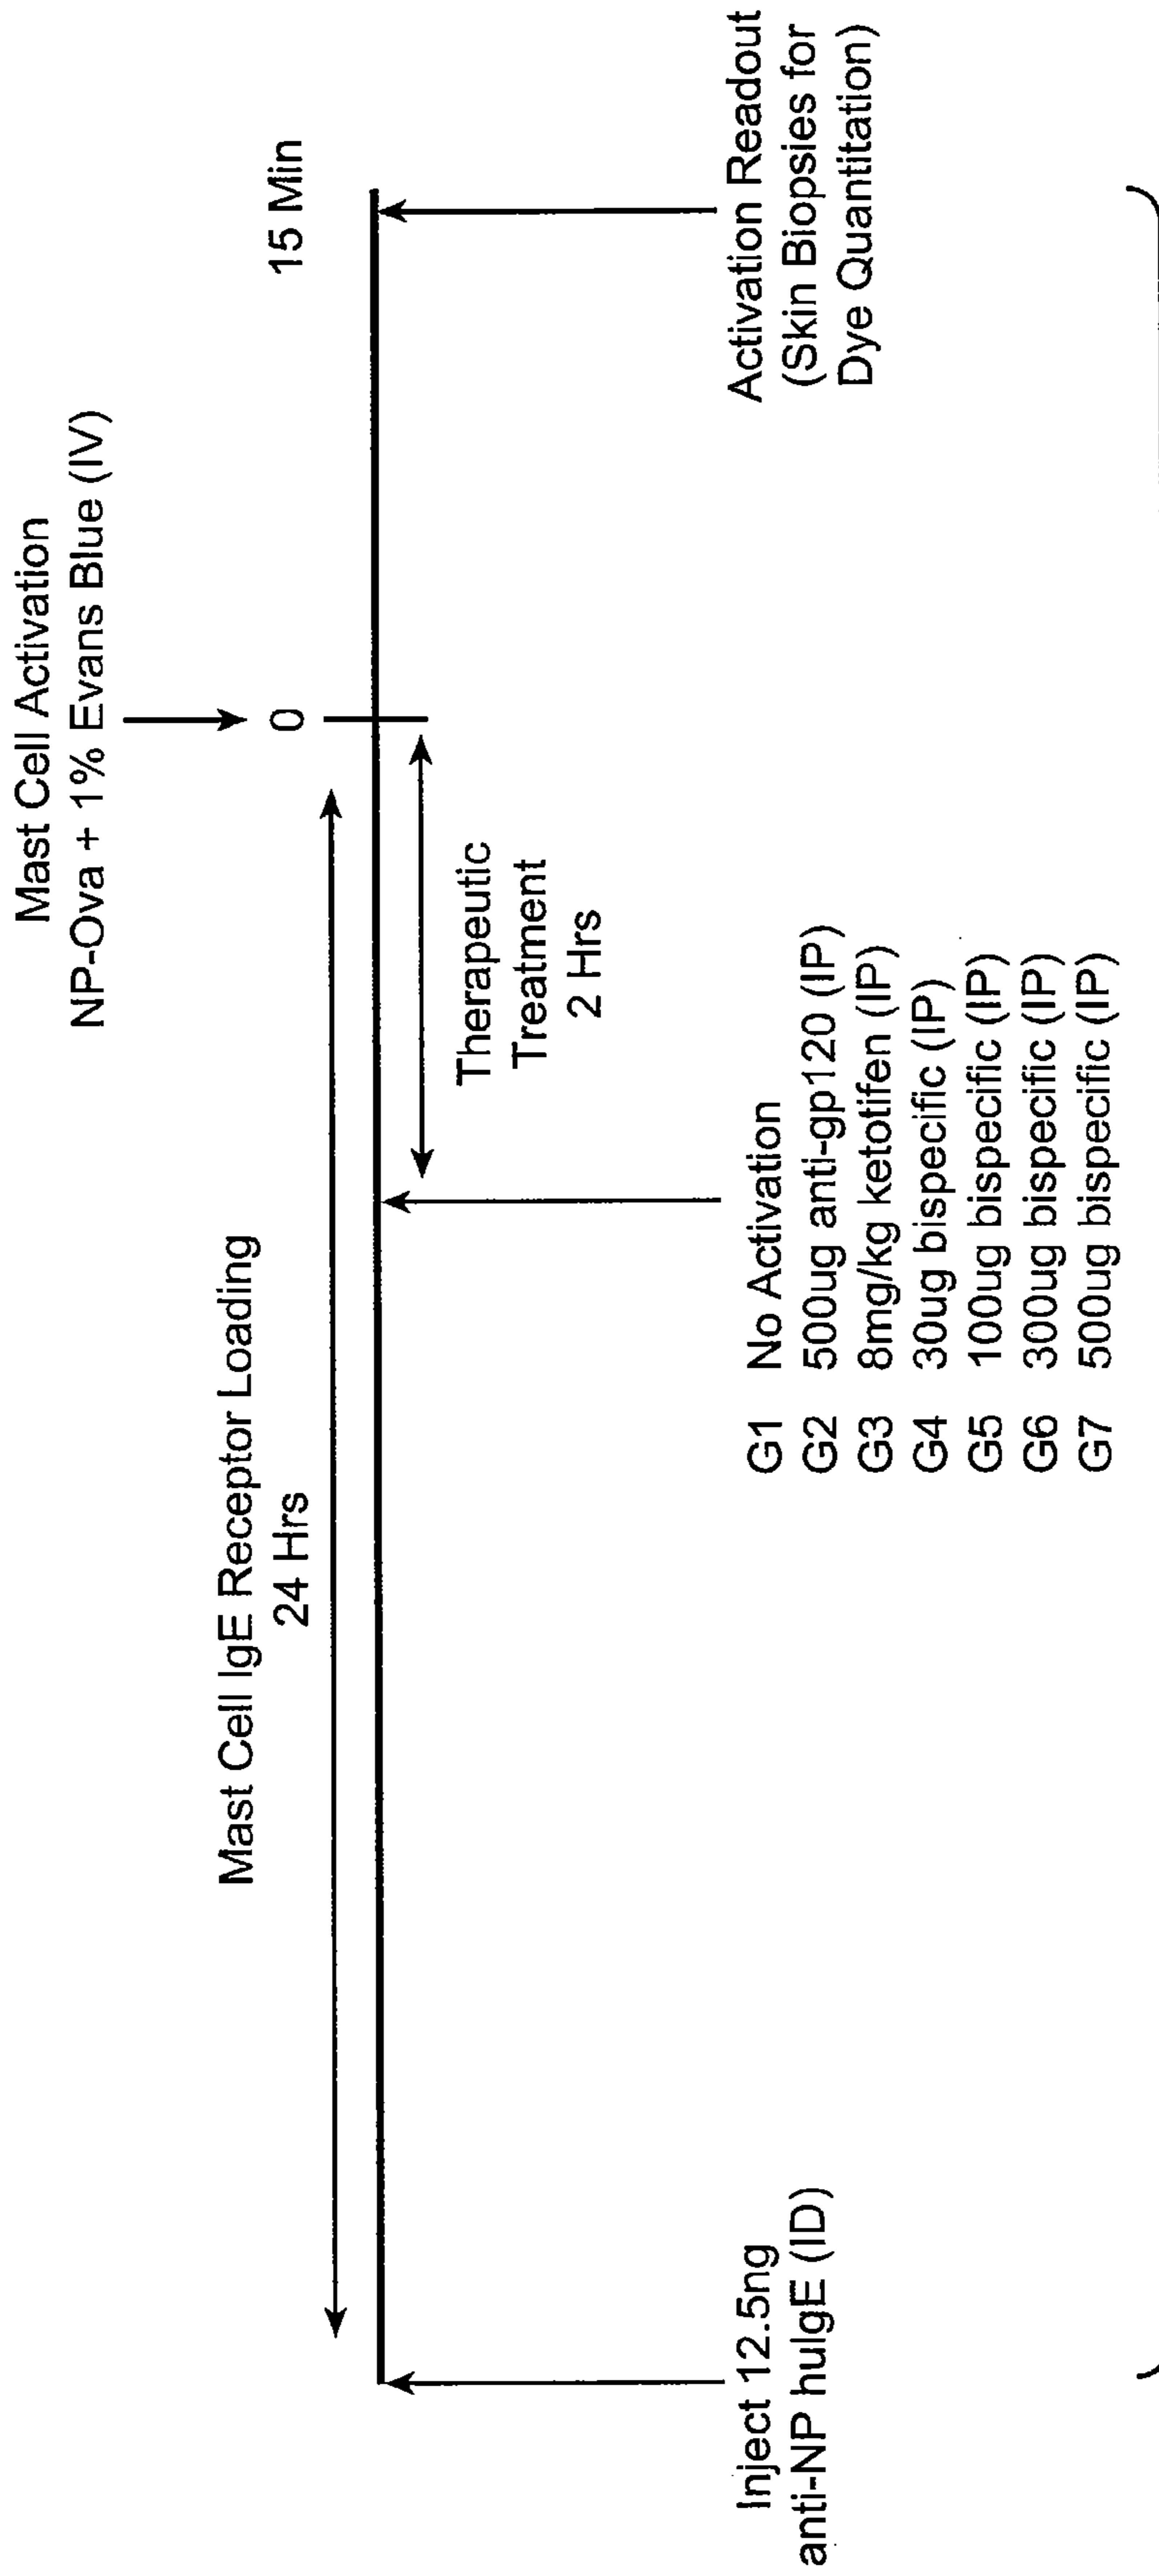 Mast Cell Activation
NP-Ova + 1% Evans Blue (IV)
Mast Cell IgE Receptor Loading
24 Hrs
0
15 Min
Therapeutic
Treatment
2 Hrs
Inject 12.5ng
anti-NP huIgE (ID)
G1 No Activation
G2 500ug anti-gp120 (IP)
G3 8mg/kg ketotifen (IP)
G4 30ug bispecific (IP)
G5 100ug bispecific (IP)
G6 300ug bispecific (IP)
G7 500ug bispecific (IP)
Activation Readout
(Skin Biopsies for
Dye Quantitation)